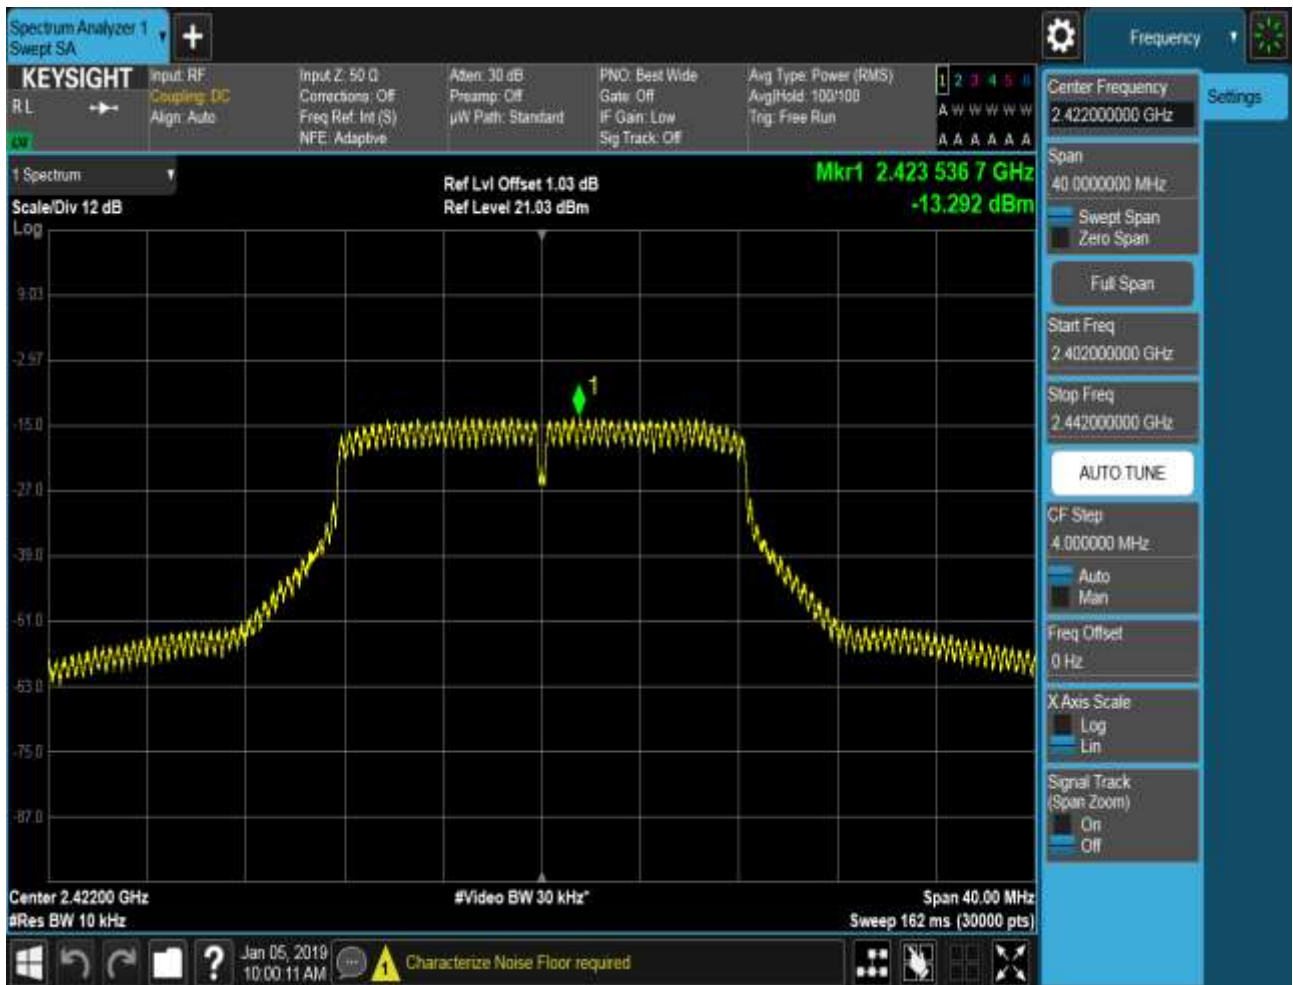 Spectrum Analyzer 1
Swept SA
+
Frequency
KEYSIGHT
R L
Input: RF
Coupling: DC
Align: Auto
Input Z: 50 Ω
Corrections: Off
Freq Ref: Int (S)
NFE: Adaptive
Atten: 30 dB
Preamp: Off
µW Path: Standard
PNO: Best Wide
Gate: Off
IF Gain: Low
Sig Track: Off
Avg Type: Power (RMS)
Avg|Hold: 100/100
Trig: Free Run
1 2 3 4 5 6
A W W W W W
A A A A A A
1 Spectrum
Scale/Div 12 dB
Log
Ref Lvl Offset 1.03 dB
Ref Level 21.03 dBm
Mkr1 2.423 536 7 GHz
-13.292 dBm
9.03
-2.97
-15.0
-27.0
-39.0
-51.0
-63.0
-75.0
-87.0
1
Center 2.42200 GHz
#Res BW 10 kHz
#Video BW 30 kHz*
Span 40.00 MHz
Sweep 162 ms (30000 pts)
Center Frequency
2.422000000 GHz
Settings
Span
40.0000000 MHz
Swept Span
Zero Span
Full Span
Start Freq
2.402000000 GHz
Stop Freq
2.442000000 GHz
AUTO TUNE
CF Step
4.000000 MHz
Auto
Man
Freq Offset
0 Hz
X Axis Scale
Log
Lin
Signal Track
(Span Zoom)
On
Off
?
Jan 05, 2019
10:00:11 AM
1
Characterize Noise Floor required